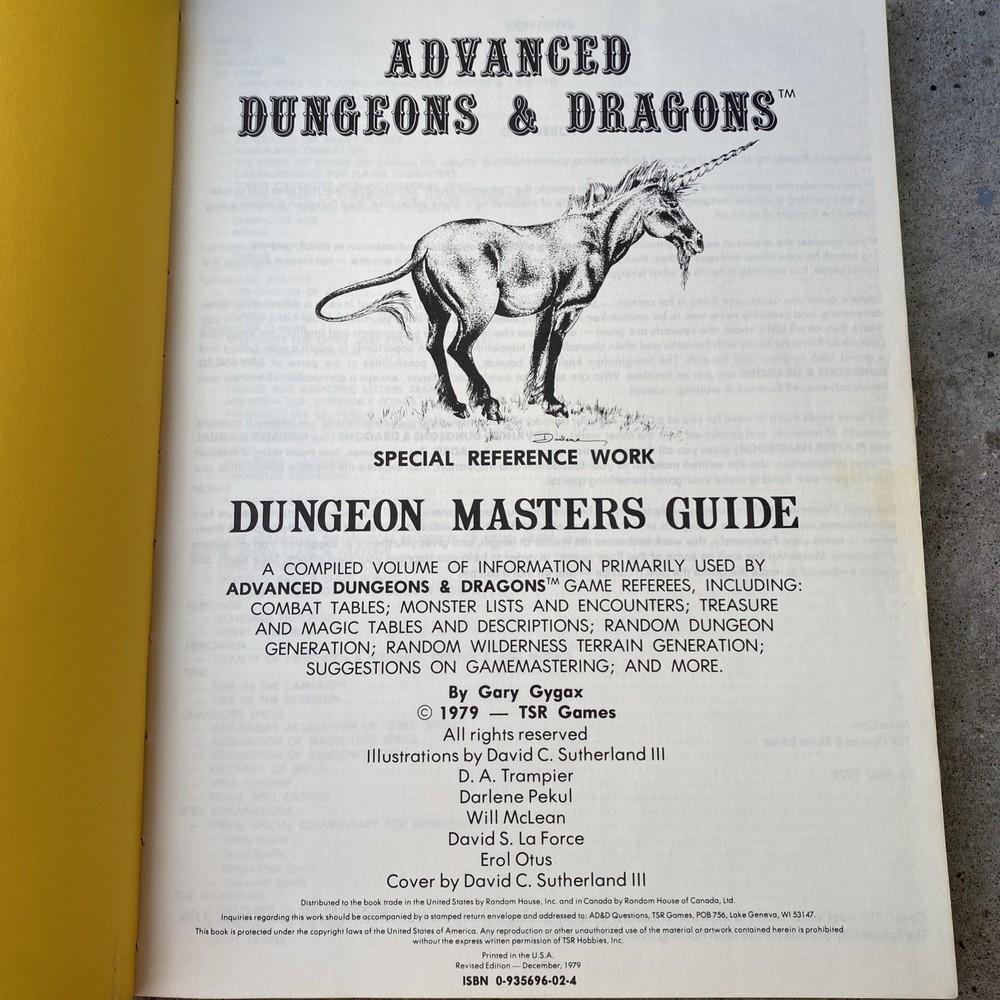 ADVANCED
DUNGEONS & DRAGONS™
Darlene
SPECIAL REFERENCE WORK
DUNGEON MASTERS GUIDE
A COMPILED VOLUME OF INFORMATION PRIMARILY USED BY
ADVANCED DUNGEONS & DRAGONS™ GAME REFEREES, INCLUDING:
COMBAT TABLES; MONSTER LISTS AND ENCOUNTERS; TREASURE
AND MAGIC TABLES AND DESCRIPTIONS; RANDOM DUNGEON
GENERATION; RANDOM WILDERNESS TERRAIN GENERATION;
SUGGESTIONS ON GAMEMASTERING; AND MORE.
By Gary Gygax
© 1979 — TSR Games
All rights reserved
Illustrations by David C. Sutherland III
D. A. Trampier
Darlene Pekul
Will McLean
David S. La Force
Erol Otus
Cover by David C. Sutherland III
Distributed to the book trade in the United States by Random House, Inc. and in Canada by Random House of Canada, Ltd.
Inquiries regarding this work should be accompanied by a stamped return envelope and addressed to: AD&D Questions, TSR Games, POB 756, Lake Geneva, WI 53147.
This book is protected under the copyright laws of the United States of America. Any reproduction or other unauthorized use of the material or artwork contained herein is prohibited
without the express written permission of TSR Hobbies, Inc.
Printed in the U.S.A.
Revised Edition — December, 1979
ISBN 0-935696-02-4